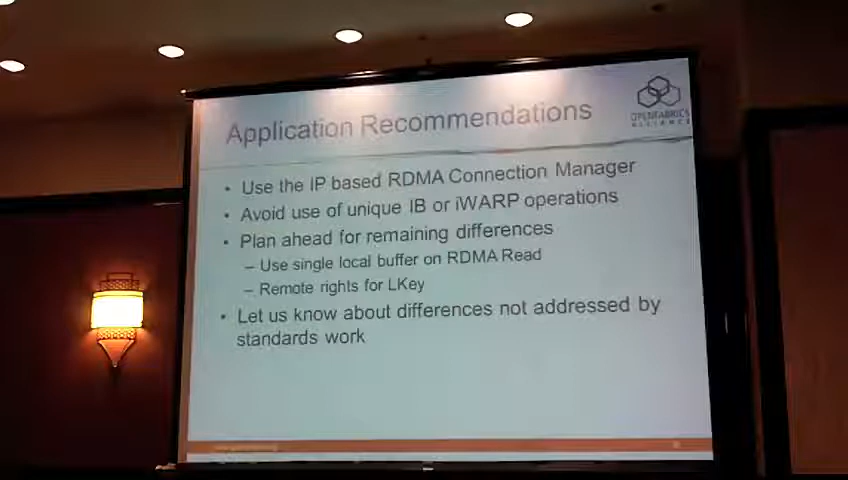 Application Recommendations
OPENFABRICS
ALLIANCE
• Use the IP based RDMA Connection Manager
• Avoid use of unique IB or iWARP operations
• Plan ahead for remaining differences
– Use single local buffer on RDMA Read
– Remote rights for LKey
• Let us know about differences not addressed by
standards work